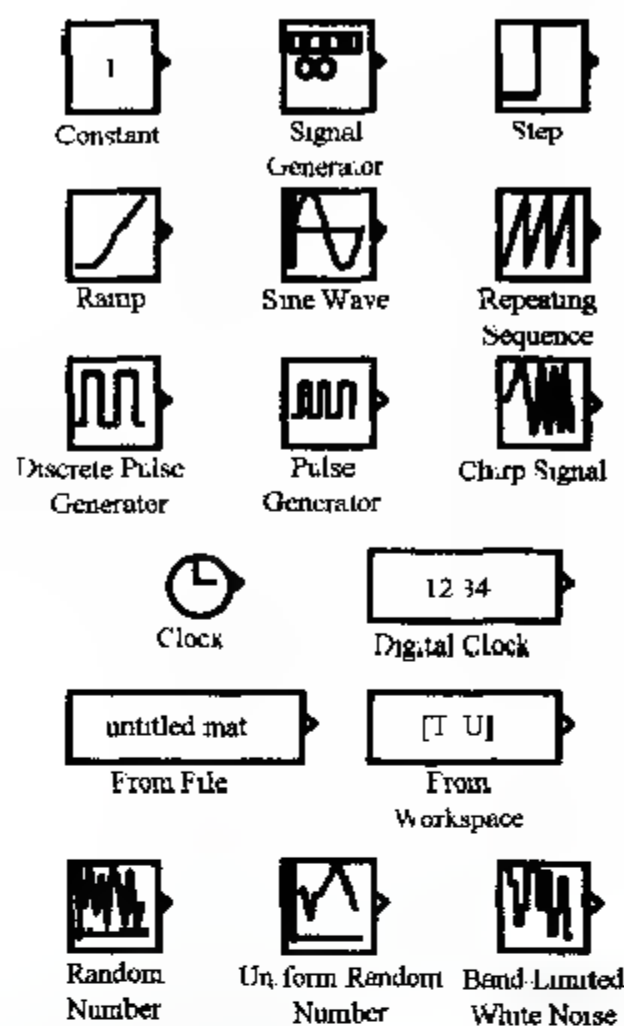 1
Constant
Signal
Generator
Step
Ramp
Sine Wave
Repeating
Sequence
Discrete Pulse
Generator
Pulse
Generator
Chirp Signal
Clock
12 34
Digital Clock
untitled mat
From File
[T U]
From
Workspace
Random
Number
Uniform Random
Number
Band-Limited
White Noise